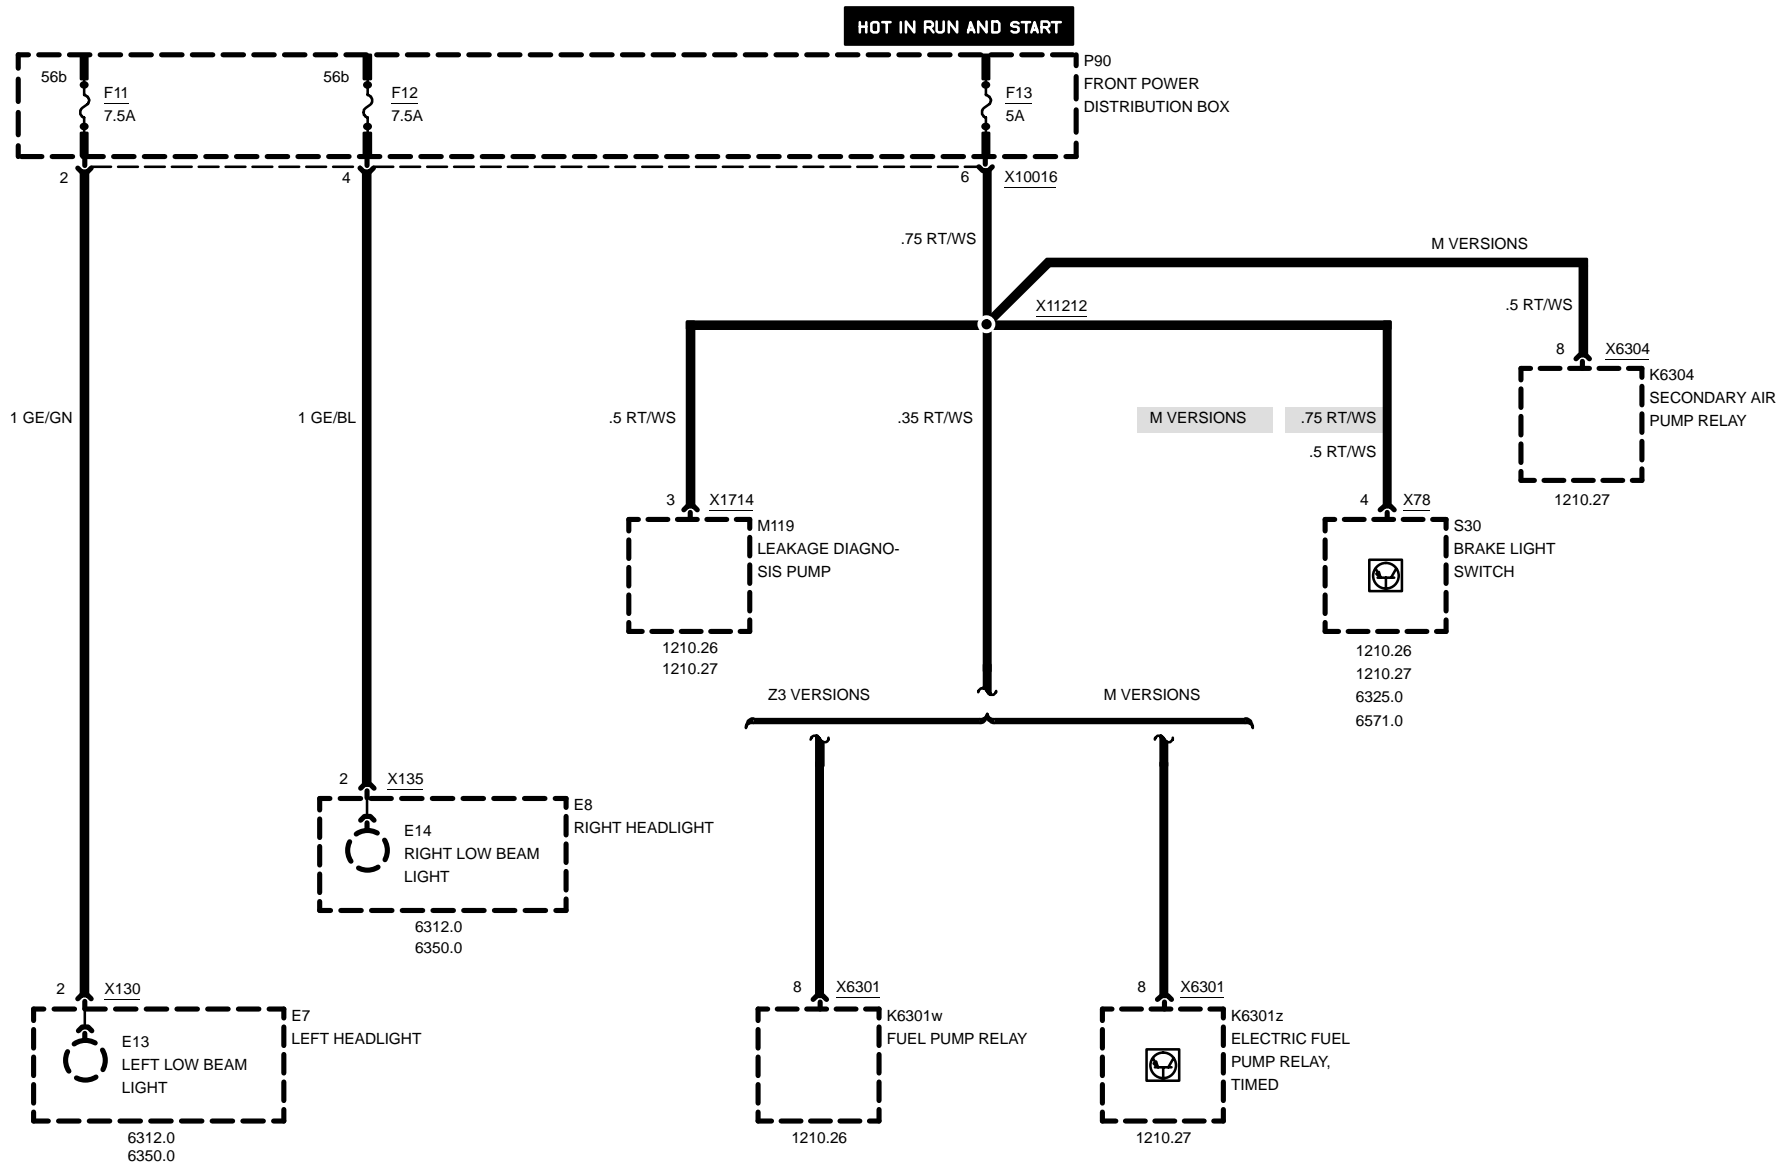 HOT IN RUN AND START
P90
FRONT POWER
DISTRIBUTION BOX
56b
F11
7.5A
56b
F12
7.5A
F13
5A
2
4
6
X10016
.75 RT/WS
M VERSIONS
X11212
.5 RT/WS
8
X6304
K6304
SECONDARY AIR
PUMP RELAY
1210.27
1 GE/GN
1 GE/BL
.5 RT/WS
.35 RT/WS
M VERSIONS
.75 RT/WS
.5 RT/WS
3
X1714
M119
LEAKAGE DIAGNO-
SIS PUMP
1210.26
1210.27
4
X78
S30
BRAKE LIGHT
SWITCH
1210.26
1210.27
6325.0
6571.0
Z3 VERSIONS
M VERSIONS
2
X135
E8
RIGHT HEADLIGHT
E14
RIGHT LOW BEAM
LIGHT
6312.0
6350.0
2
X130
E7
LEFT HEADLIGHT
E13
LEFT LOW BEAM
LIGHT
6312.0
6350.0
8
X6301
K6301w
FUEL PUMP RELAY
1210.26
8
X6301
K6301z
ELECTRIC FUEL
PUMP RELAY,
TIMED
1210.27